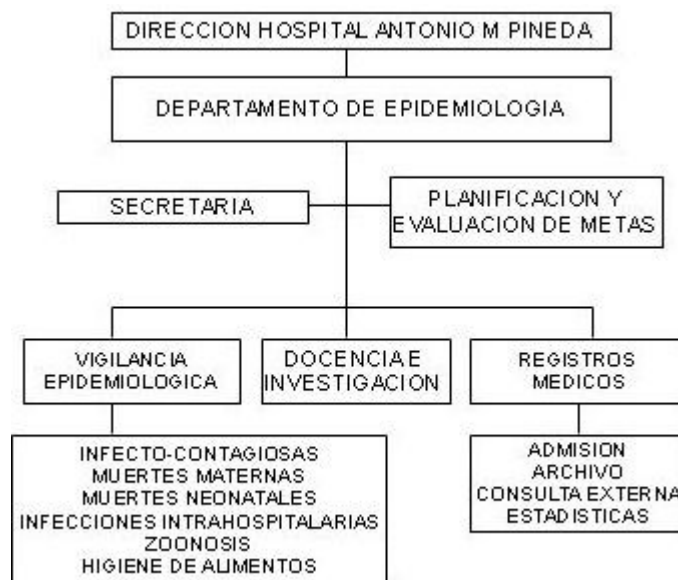 DIRECCION HOSPITAL ANTONIO M PINEDA
DEPARTAMENTO DE EPIDEMIOLOGIA
SECRETARIA
PLANIFICACION Y
EVALUACION DE METAS
VIGILANCIA
EPIDEMIOLOGICA
DOCENCIA E
INVESTIGACION
REGISTROS
MEDICOS
INFECTO-CONTAGIOSAS
MUERTES MATERNAS
MUERTES NEONATALES
INFECCIONES INTRAHOSPITALARIAS
ZOONOSIS
HIGIENE DE ALIMENTOS
ADMISION
ARCHIVO
CONSULTA EXTERNA
ESTADISTICAS